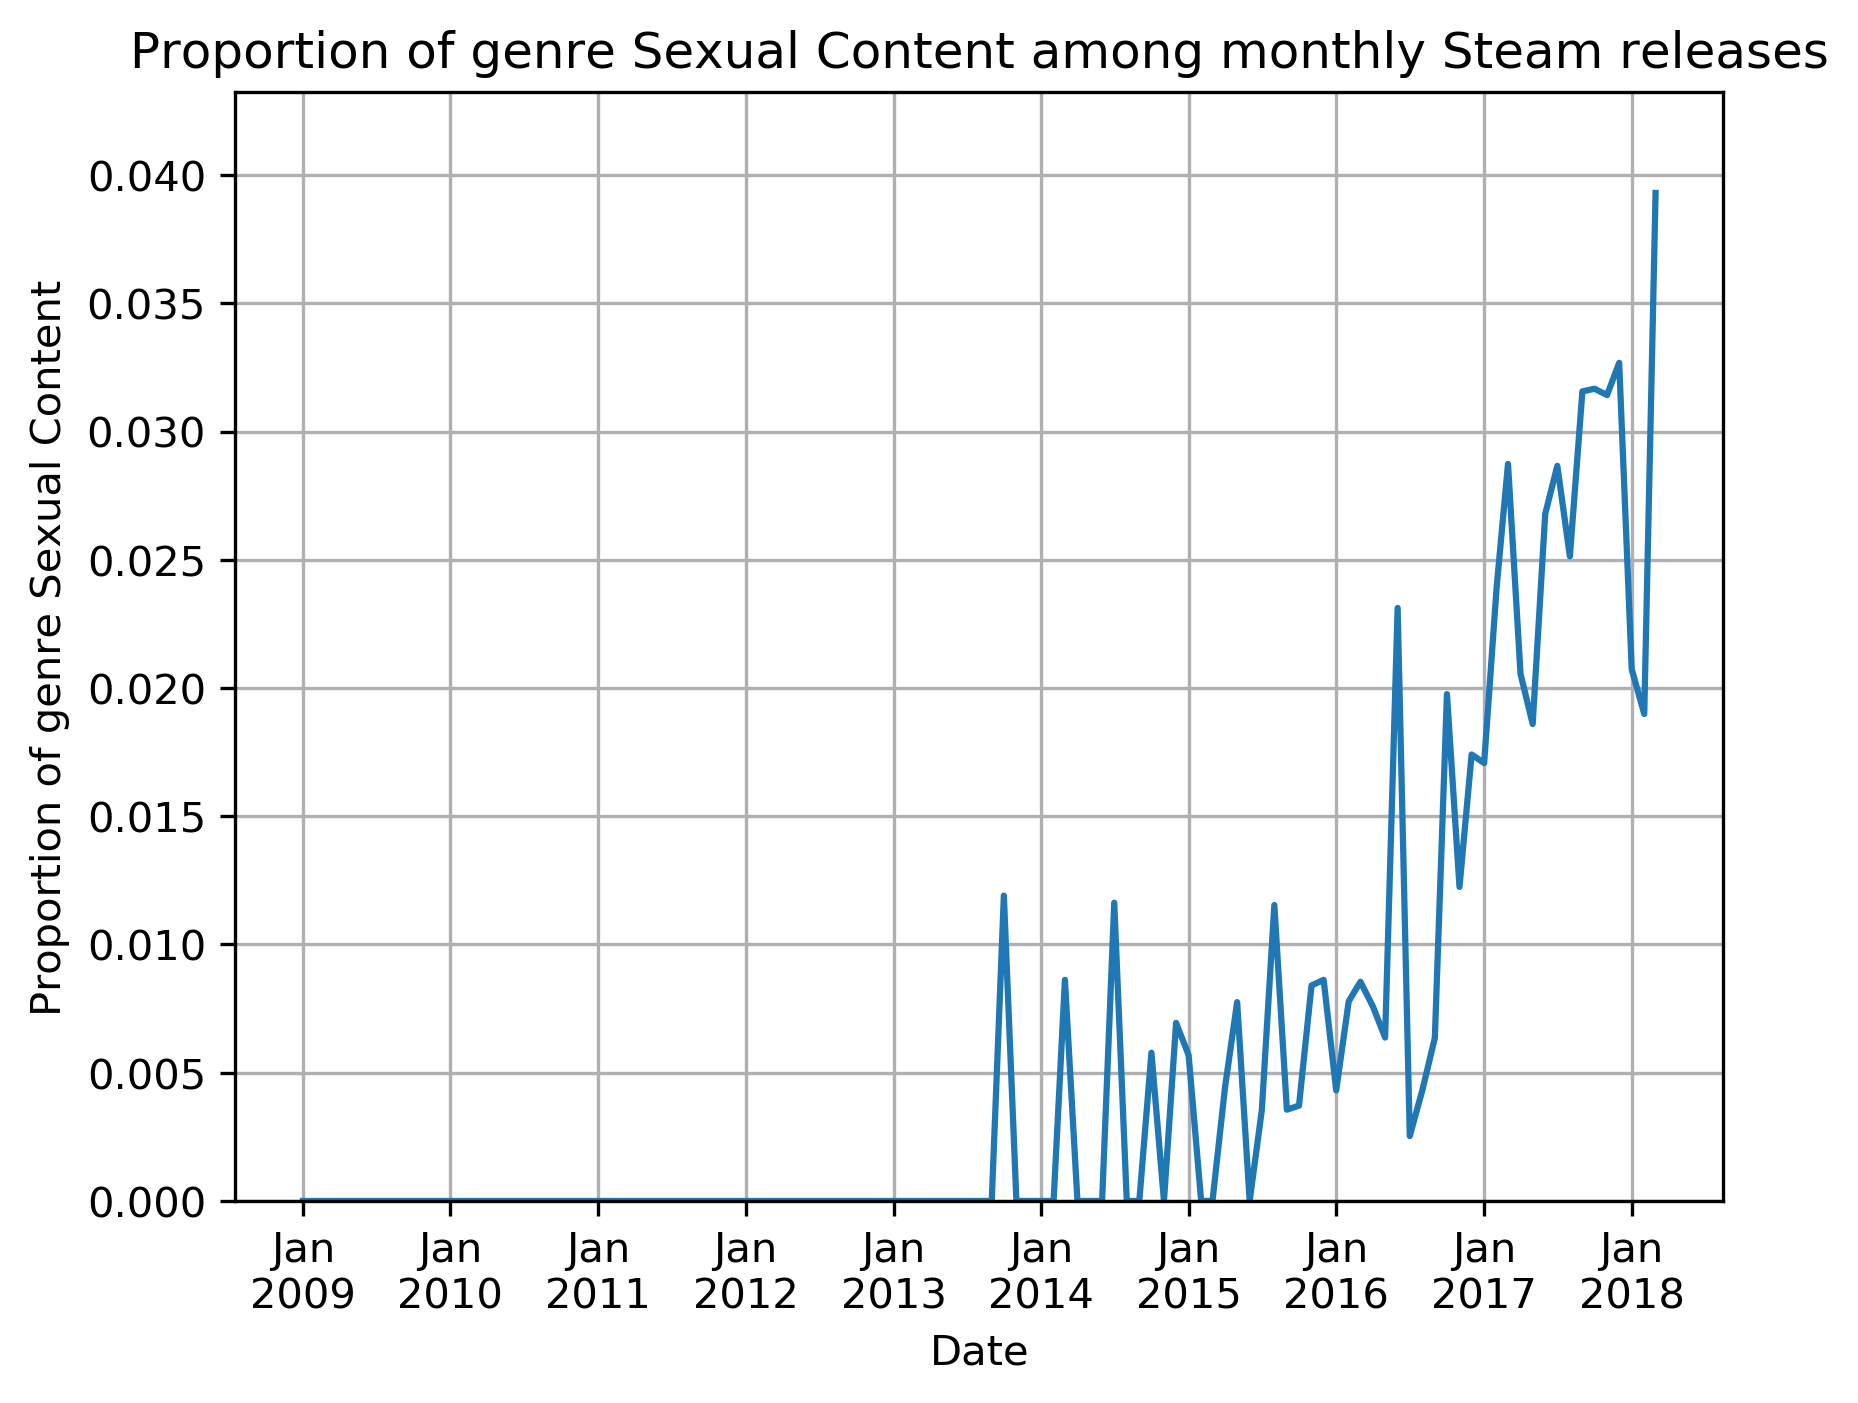 Proportion of genre Sexual Content among monthly Steam releases
Proportion of genre Sexual Content
0.040
0.035
0.030
0.025
0.020
0.015
0.010
0.005
0.000
Jan Jan Jan Jan Jan Jan Jan Jan Jan Jan
2009 2010 2011 2012 2013 2014 2015 2016 2017 2018
Date